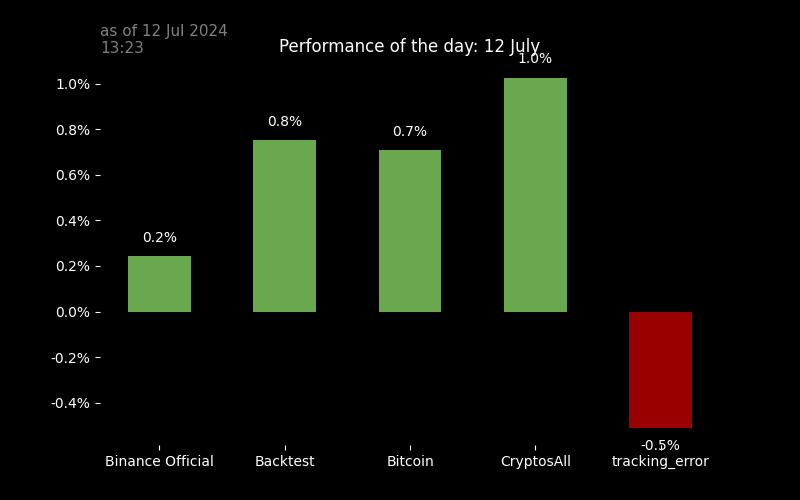 as of 12 Jul 2024
13:23
Performance of the day: 12 July
1.0%
1.0%
0.8%
0.8%
0.7%
0.6%
0.4%
0.2%
0.2%
0.0%
-0.2%
-0.4%
-0.5%
Binance Official
Backtest
Bitcoin
CryptosAll
tracking_error